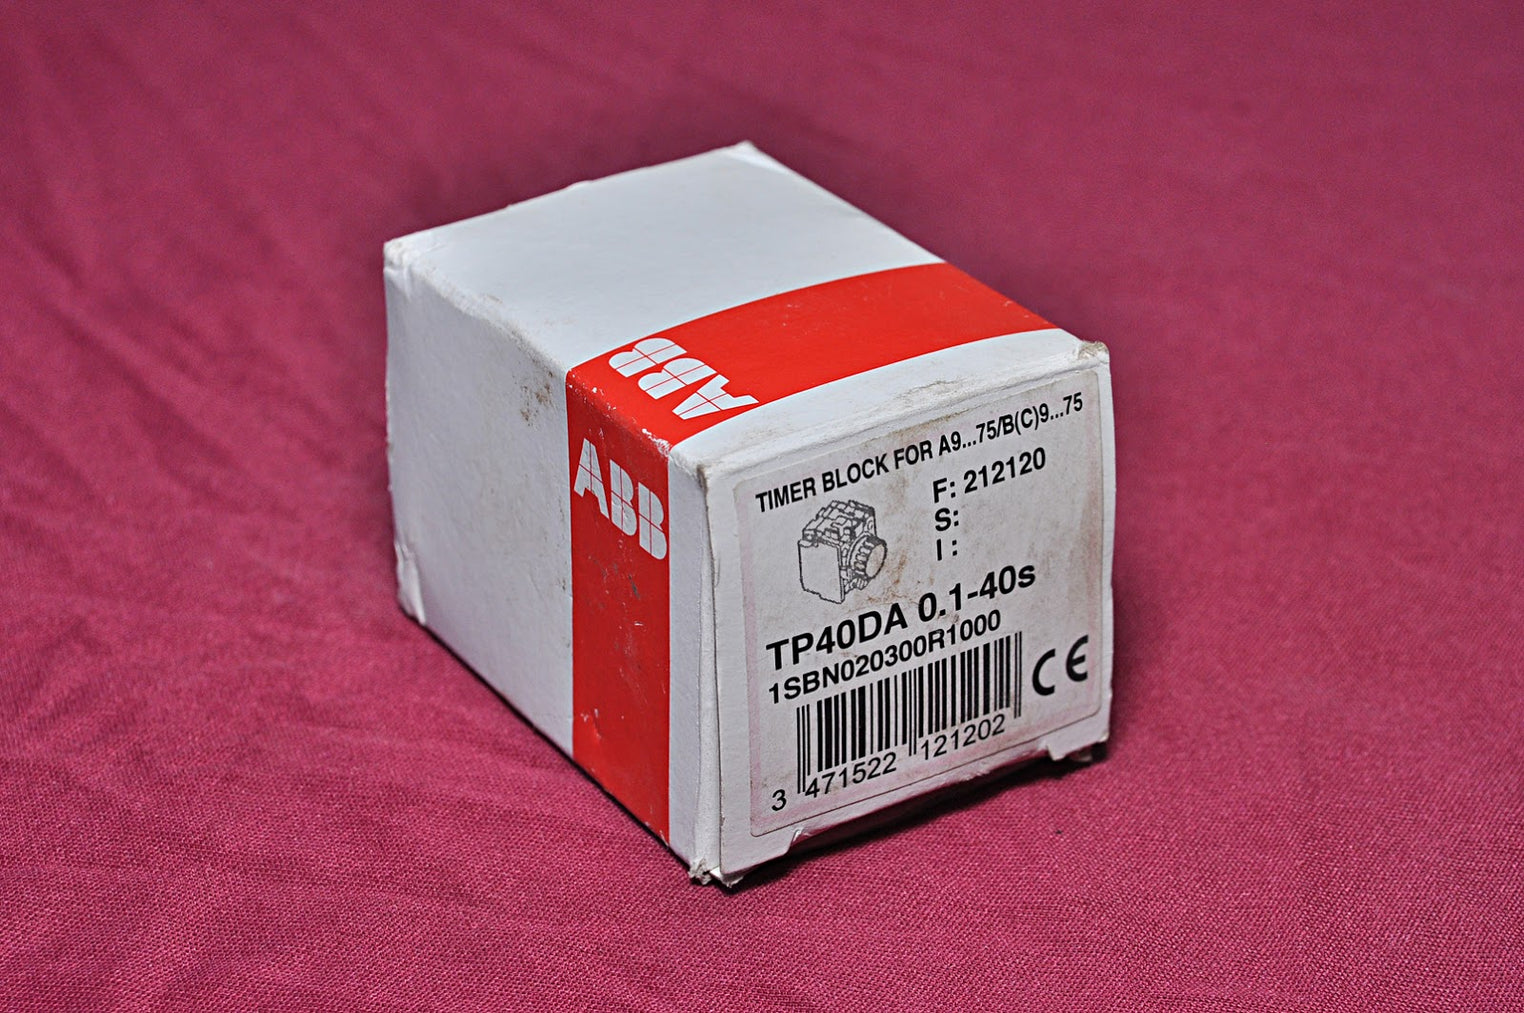 ABB
ABB
TIMER BLOCK FOR A9...75/B(C)9...75
F: 212120
S:
I :
TP40DA 0.1-40s
1SBN020300R1000
CE
3 471522 121202